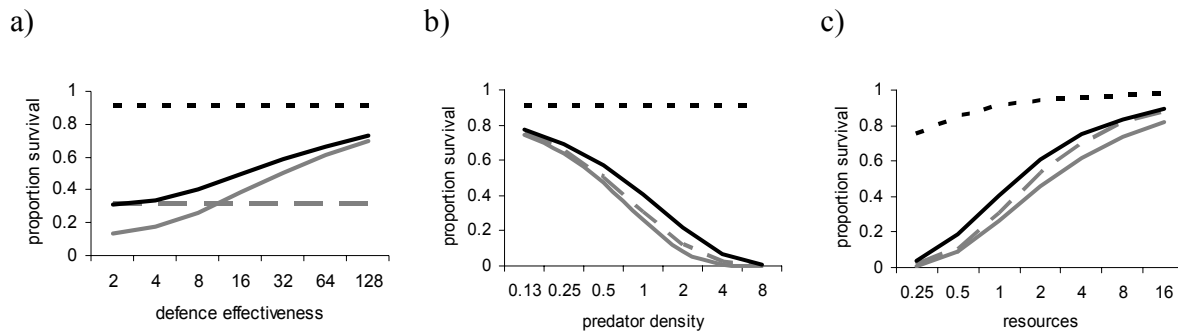 a)
b)
c)
proportion survival
1
0.8
0.6
0.4
0.2
0
2 4 8 16 32 64 128
defence effectiveness
proportion survival
1
0.8
0.6
0.4
0.2
0
0.13 0.25 0.5 1 2 4 8
predator density
proportion survival
1
0.8
0.6
0.4
0.2
0
0.25 0.5 1 2 4 8 16
resources